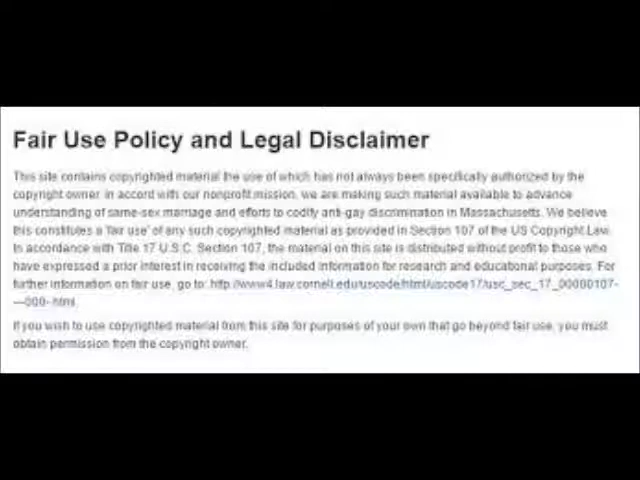 Fair Use Policy and Legal Disclaimer
This site contains copyrighted material the use of which has not always been specifically authorized by the
copyright owner. in accord with our nonprofit mission, we are making such material available to advance
understanding of same-sex marriage and efforts to codify anti-gay discrimination in Massachusetts. We believe
this constitutes a 'fair use' of any such copyrighted material as provided in Section 107 of the US Copyright Law.
In accordance with Title 17 U.S.C. Section 107, the material on this site is distributed without profit to those who
have expressed a prior interest in receiving the included information for research and educational purposes. For
further information on fair use, go to: http://www4.law.cornell.edu/uscode/html/uscode17/usc_sec_17_00000107-
—000-.html.
If you wish to use copyrighted material from this site for purposes of your own that go beyond fair use, you must
obtain permission from the copyright owner.